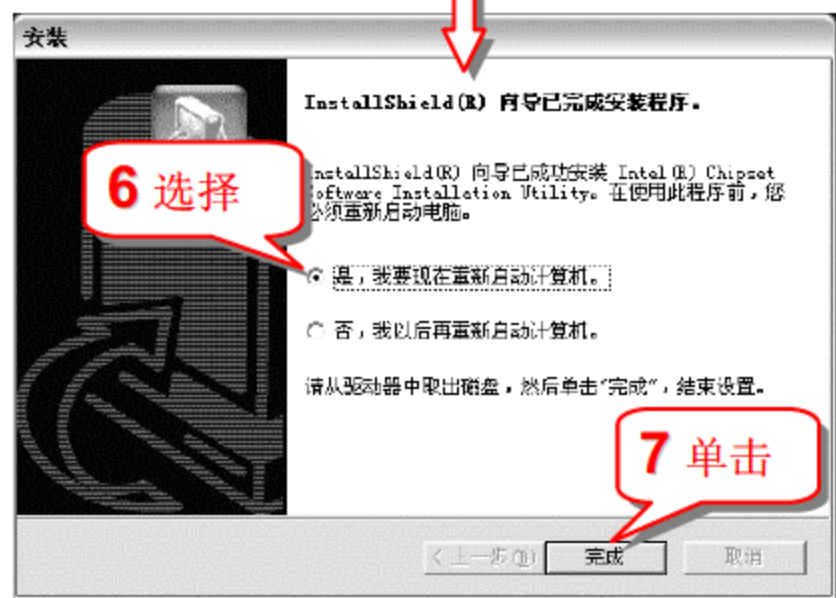 安装
InstallShield(R) 向导已完成安装程序。
InstallShield(R) 向导已成功安装 Intel(R) Chipset
Software Installation Utility。在使用此程序前，您
必须重新启动电脑。
6 选择
是，我要现在重新启动计算机。
否，我以后再重新启动计算机。
请从驱动器中取出磁盘，然后单击“完成”，结束设置。
7 单击
< 上一步(B)
完成
取消